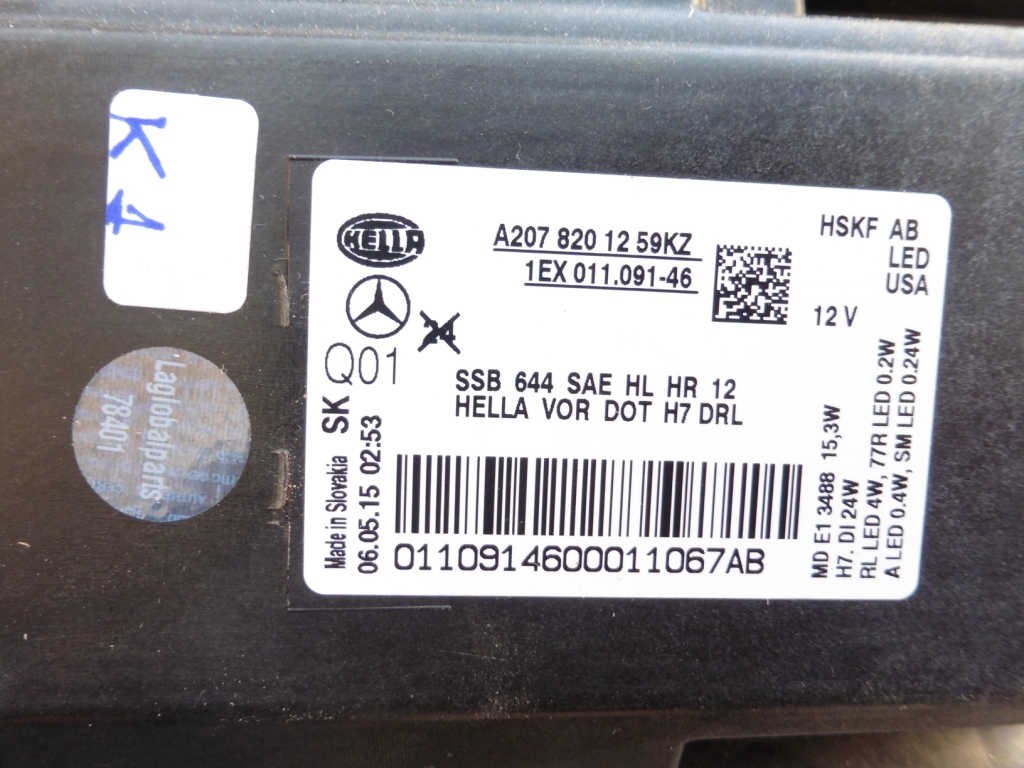 K4
Laglobalparts
78401
HELLA
A207 820 12 59KZ
1EX 011.091-46
HSKF AB
LED
USA
12 V
24
Q01
SSB 644 SAE HL HR 12
HELLA VOR DOT H7 DRL
SK
Made in Slovakia
06.05.15 02:53
0110914600011067AB
MD E1 3488 15,3W
H7. DI 24W
RL LED 4W, 77R LED 0.2W
A LED 0.4W, SM LED 0.24W